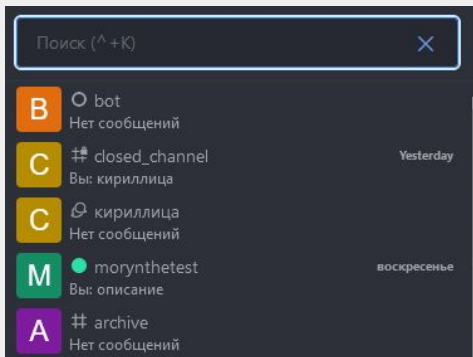 Поиск (^+K)
B bot
Нет сообщений
C closed_channel Yesterday
Вы: кириллица
C кириллица
Нет сообщений
M morynthetest воскресенье
Вы: описание
A archive
Нет сообщений